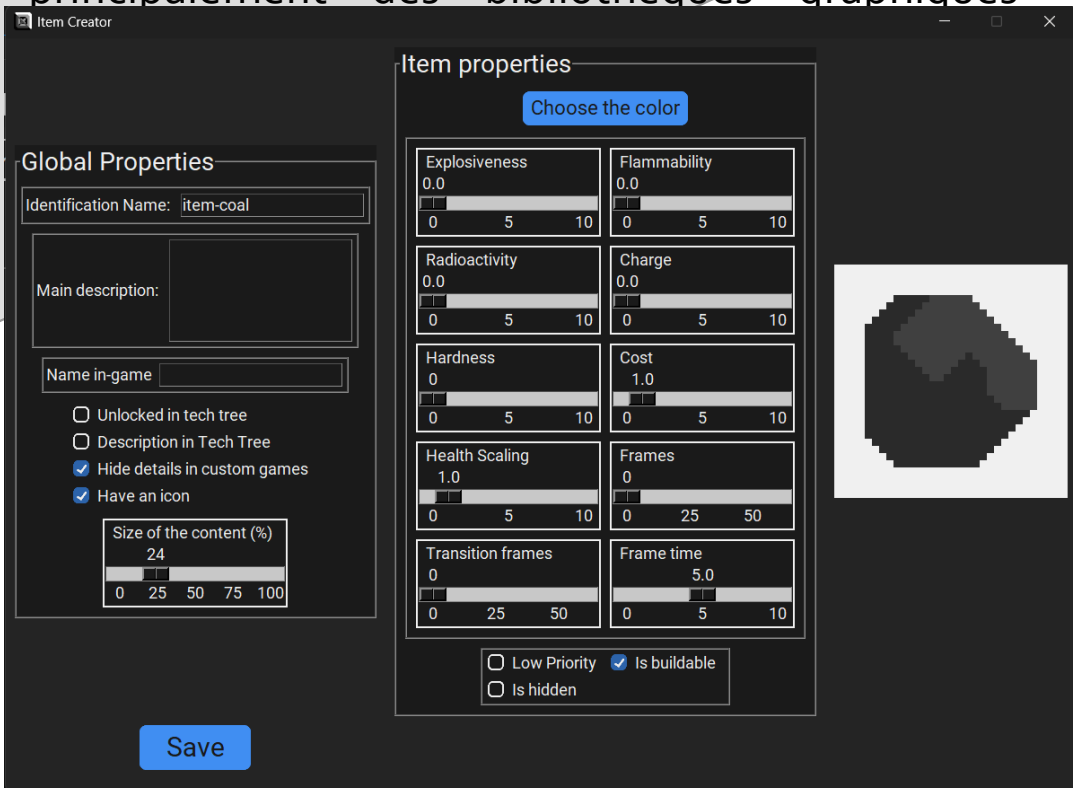 principalement des bibliothèques graphiques
Item Creator
Global Properties
Identification Name: item-coal
Main description:
Name in-game
Unlocked in tech tree
Description in Tech Tree
Hide details in custom games
Have an icon
Size of the content (%)
24
0 25 50 75 100
Save
Item properties
Choose the color
Explosiveness
0.0
0 5 10
Flammability
0.0
0 5 10
Radioactivity
0.0
0 5 10
Charge
0.0
0 5 10
Hardness
0
0 5 10
Cost
1.0
0 5 10
Health Scaling
1.0
0 5 10
Frames
0
0 25 50
Transition frames
0
0 25 50
Frame time
5.0
0 5 10
Low Priority
Is buildable
Is hidden